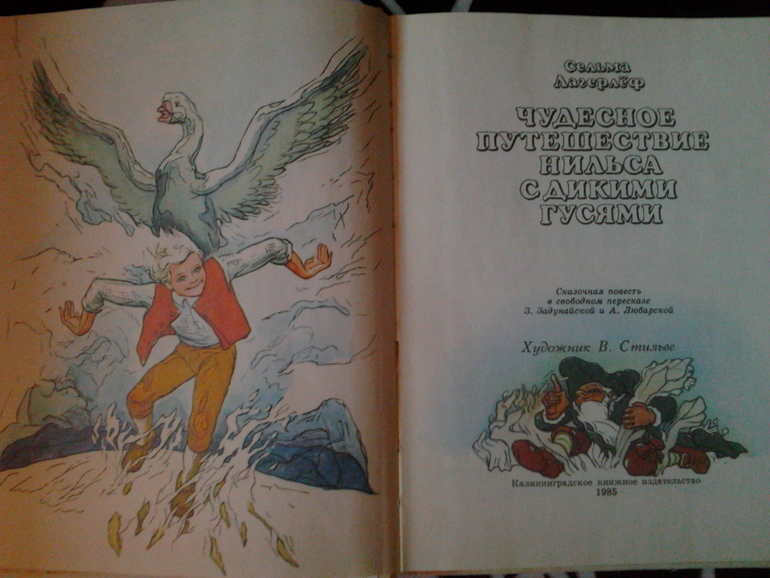 Сельма
Лагерлёф
ЧУДЕСНОЕ
ПУТЕШЕСТВИЕ
НИЛЬСА
С ДИКИМИ
ГУСЯМИ
Сказочная повесть
в свободном пересказе
З. Задунайской и А. Любарской
Художник В. Стильве
Калининградское книжное издательство
1985